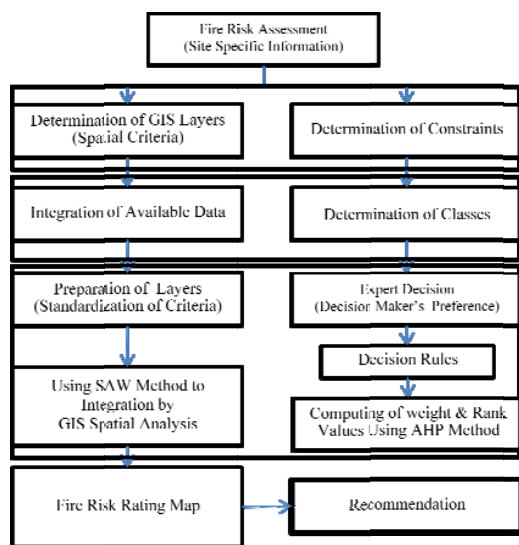 Fire Risk Assessment
(Site Specific Information)
Determination of GIS Layers
(Spatial Criteria)
Determination of Constraints
Integration of Available Data
Determination of Classes
Preparation of Layers
(Standardization of Criteria)
Expert Decision
(Decision Maker's Preference)
Decision Rules
Using SAW Method to
Integration by
GIS Spatial Analysis
Computing of weight & Rank
Values Using AHP Method
Fire Risk Rating Map
Recommendation